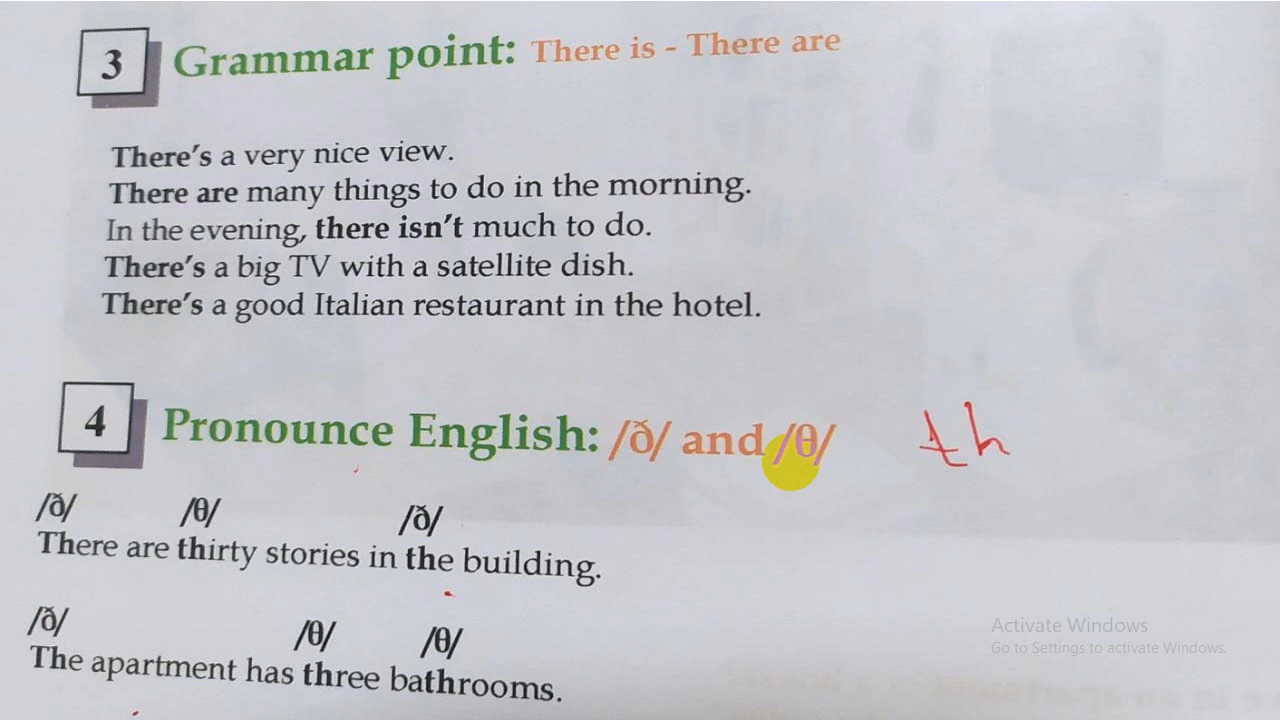 3 Grammar point: There is - There are
There's a very nice view.
There are many things to do in the morning.
In the evening, there isn't much to do.
There's a big TV with a satellite dish.
There's a good Italian restaurant in the hotel.
4 Pronounce English: /ð/ and /θ/ th
/ð/ /θ/ /ð/
There are thirty stories in the building.
/ð/ /θ/ /θ/
The apartment has three bathrooms.
Activate Windows
Go to Settings to activate Windows.